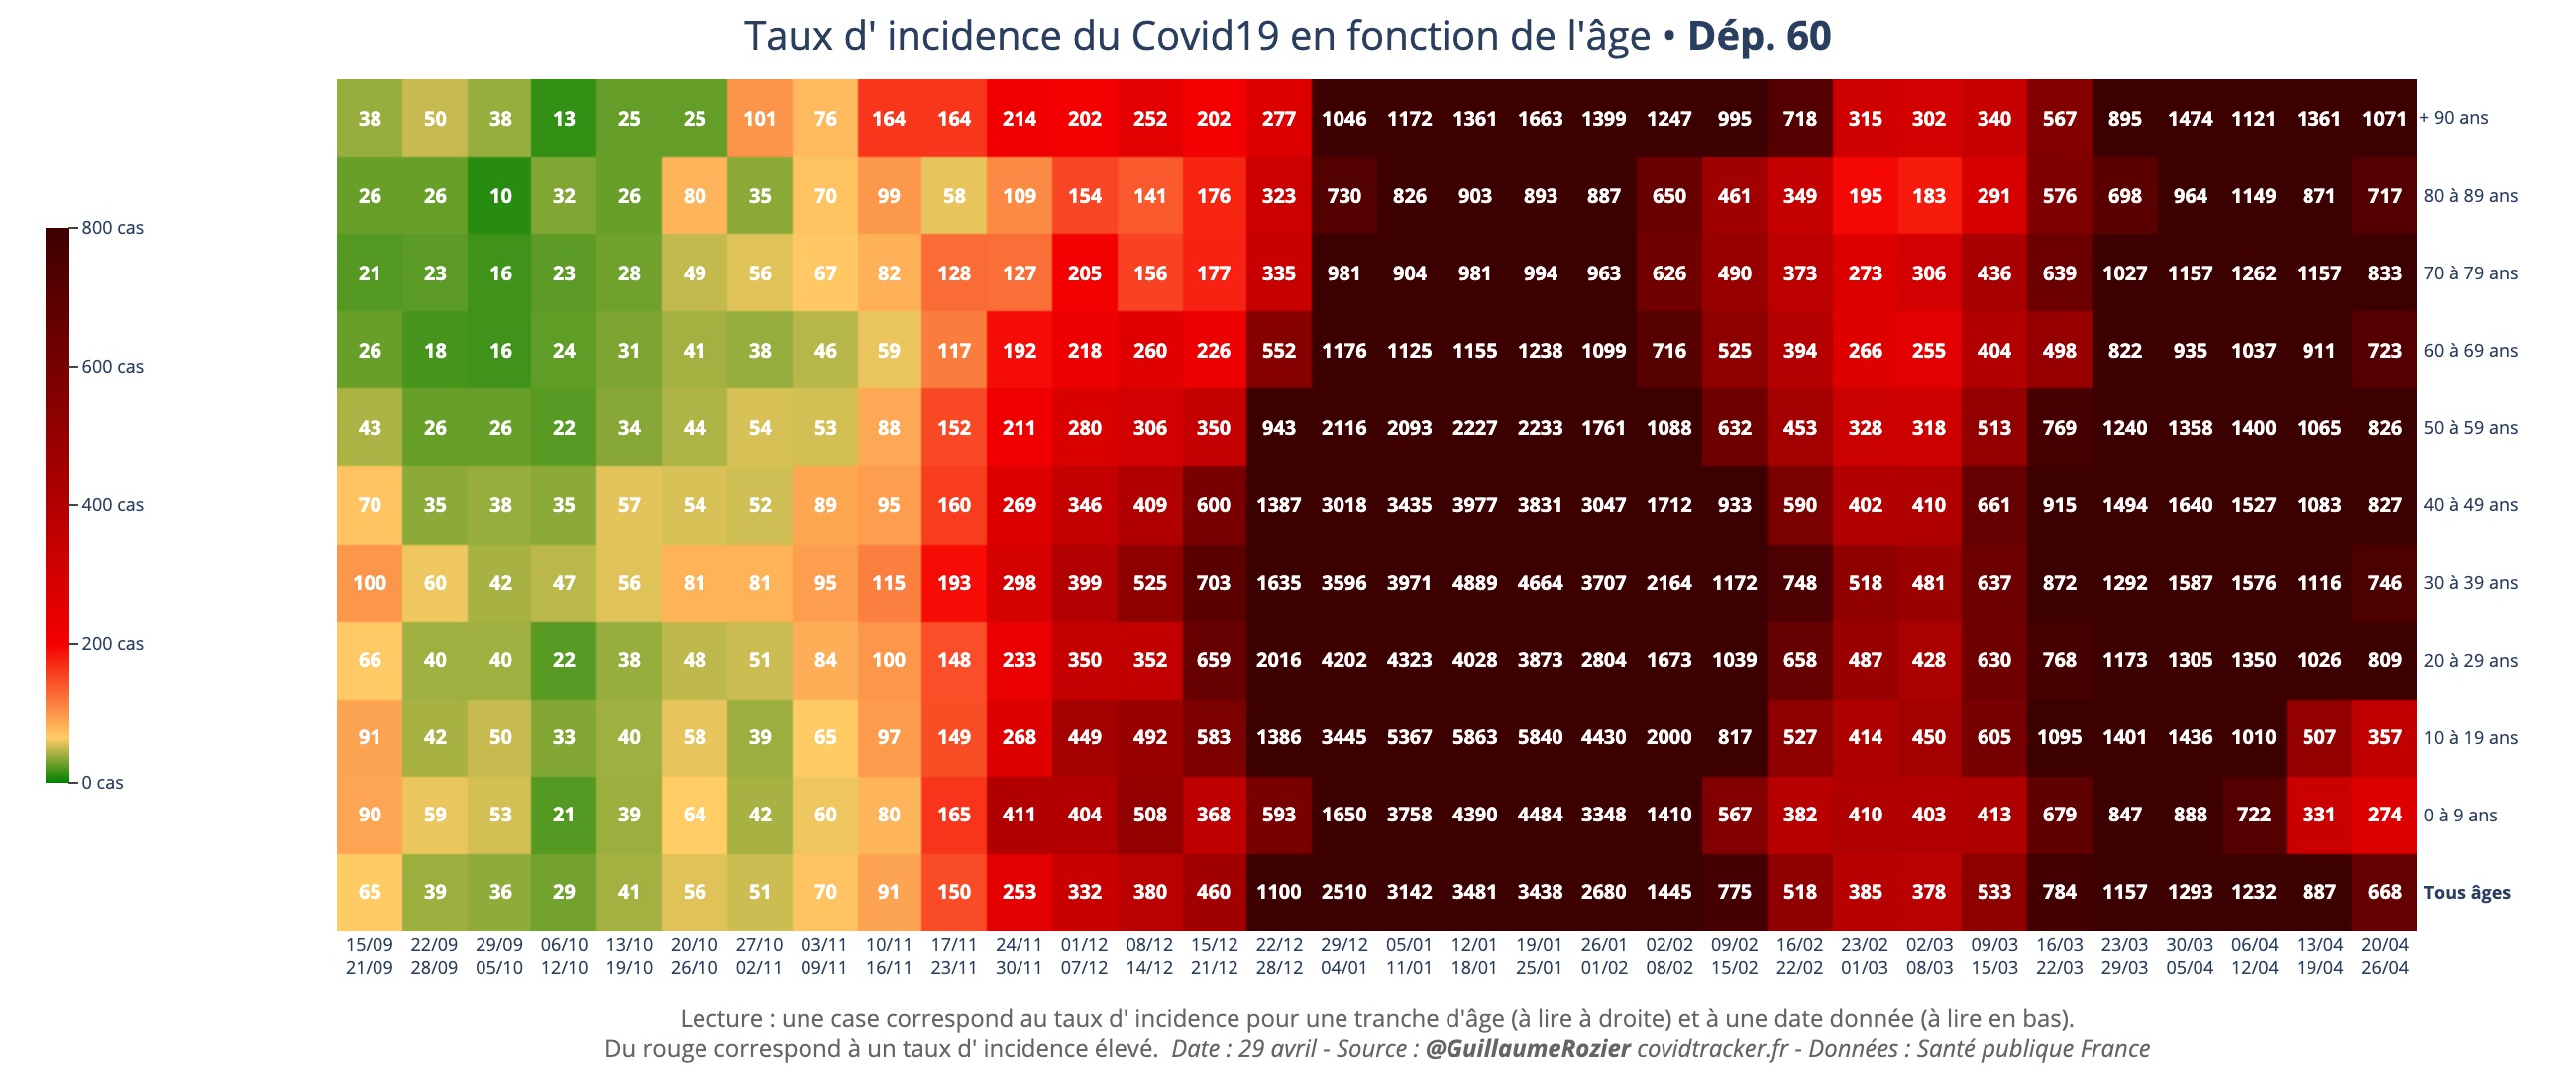 Taux d' incidence du Covid19 en fonction de l'âge • Dép. 60
38 50 38 13 25 25 101 76 164 164 214 202 252 202 277 1046 1172 1361 1663 1399 1247 995 718 315 302 340 567 895 1474 1121 1361 1071 + 90 ans
26 26 10 32 26 80 35 70 99 58 109 154 141 176 323 730 826 903 893 887 650 461 349 195 183 291 576 698 964 1149 871 717 80 à 89 ans
800 cas
21 23 16 23 28 49 56 67 82 128 127 205 156 177 335 981 904 981 994 963 626 490 373 273 306 436 639 1027 1157 1262 1157 833 70 à 79 ans
26 18 16 24 31 41 38 46 59 117 192 218 260 226 552 1176 1125 1155 1238 1099 716 525 394 266 255 404 498 822 935 1037 911 723 60 à 69 ans
600 cas
43 26 26 22 34 44 54 53 88 152 211 280 306 350 943 2116 2093 2227 2233 1761 1088 632 453 328 318 513 769 1240 1358 1400 1065 826 50 à 59 ans
400 cas
70 35 38 35 57 54 52 89 95 160 269 346 409 600 1387 3018 3435 3977 3831 3047 1712 933 590 402 410 661 915 1494 1640 1527 1083 827 40 à 49 ans
100 60 42 47 56 81 81 95 115 193 298 399 525 703 1635 3596 3971 4889 4664 3707 2164 1172 748 518 481 637 872 1292 1587 1576 1116 746 30 à 39 ans
200 cas
66 40 40 22 38 48 51 84 100 148 233 350 352 659 2016 4202 4323 4028 3873 2804 1673 1039 658 487 428 630 768 1173 1305 1350 1026 809 20 à 29 ans
91 42 50 33 40 58 39 65 97 149 268 449 492 583 1386 3445 5367 5863 5840 4430 2000 817 527 414 450 605 1095 1401 1436 1010 507 357 10 à 19 ans
0 cas
90 59 53 21 39 64 42 60 80 165 411 404 508 368 593 1650 3758 4390 4484 3348 1410 567 382 410 403 413 679 847 888 722 331 274 0 à 9 ans
65 39 36 29 41 56 51 70 91 150 253 332 380 460 1100 2510 3142 3481 3438 2680 1445 775 518 385 378 533 784 1157 1293 1232 887 668 Tous âges
15/09 22/09 29/09 06/10 13/10 20/10 27/10 03/11 10/11 17/11 24/11 01/12 08/12 15/12 22/12 29/12 05/01 12/01 19/01 26/01 02/02 09/02 16/02 23/02 02/03 09/03 16/03 23/03 30/03 06/04 13/04 20/04
21/09 28/09 05/10 12/10 19/10 26/10 02/11 09/11 16/11 23/11 30/11 07/12 14/12 21/12 28/12 04/01 11/01 18/01 25/01 01/02 08/02 15/02 22/02 01/03 08/03 15/03 22/03 29/03 05/04 12/04 19/04 26/04
Lecture : une case correspond au taux d' incidence pour une tranche d'âge (à lire à droite) et à une date donnée (à lire en bas).
Du rouge correspond à un taux d' incidence élevé. Date : 29 avril - Source : @GuillaumeRozier covidtracker.fr - Données : Santé publique France